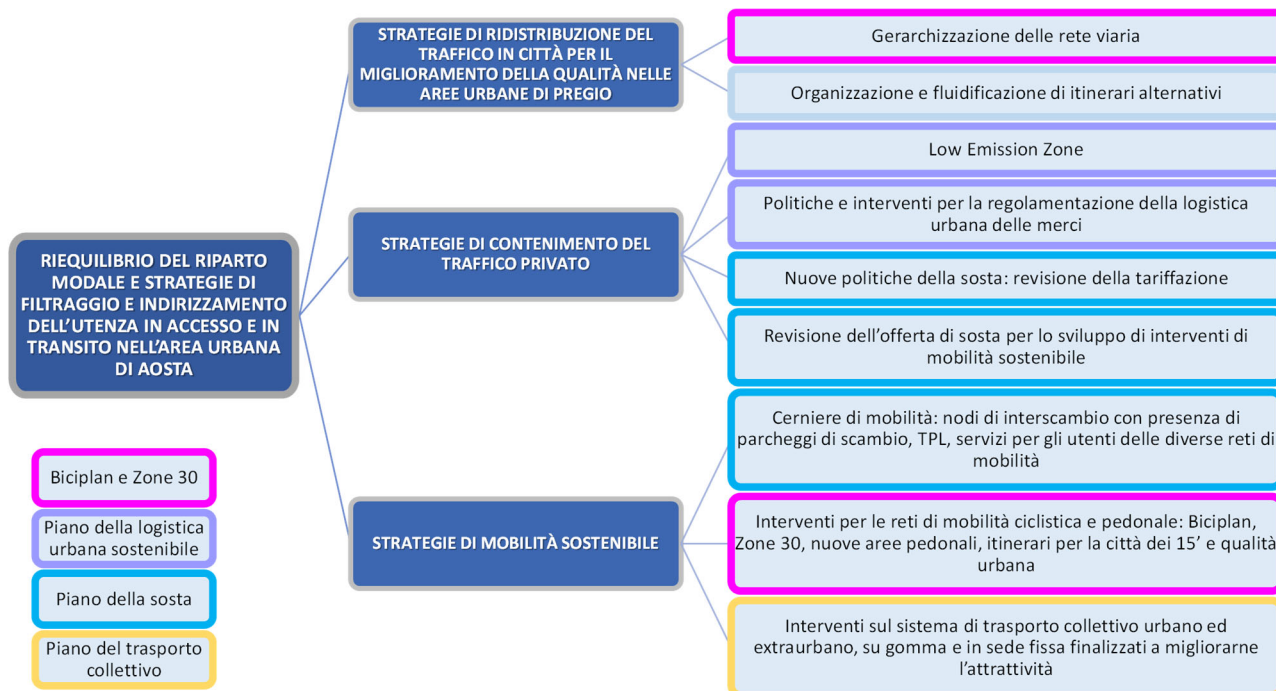 RIEQUILIBRIO DEL RIPARTO
MODALE E STRATEGIE DI
FILTRAGGIO E INDIRIZZAMENTO
DELL'UTENZA IN ACCESSO E IN
TRANSITO NELL'AREA URBANA
DI AOSTA
STRATEGIE DI RIDISTRIBUZIONE DEL
TRAFFICO IN CITTÀ PER IL
MIGLIORAMENTO DELLA QUALITÀ NELLE
AREE URBANE DI PREGIO
Gerarchizzazione delle rete viaria
Organizzazione e fluidificazione di itinerari alternativi
STRATEGIE DI CONTENIMENTO DEL
TRAFFICO PRIVATO
Low Emission Zone
Politiche e interventi per la regolamentazione della logistica
urbana delle merci
Nuove politiche della sosta: revisione della tariffazione
Revisione dell'offerta di sosta per lo sviluppo di interventi di
mobilità sostenibile
STRATEGIE DI MOBILITÀ SOSTENIBILE
Cerniere di mobilità: nodi di interscambio con presenza di
parcheggi di scambio, TPL, servizi per gli utenti delle diverse reti di
mobilità
Interventi per le reti di mobilità ciclistica e pedonale: Biciplan,
Zone 30, nuove aree pedonali, itinerari per la città dei 15' e qualità
urbana
Interventi sul sistema di trasporto collettivo urbano ed
extraurbano, su gomma e in sede fissa finalizzati a migliorarne
l'attrattività
Biciplan e Zone 30
Piano della logistica
urbana sostenibile
Piano della sosta
Piano del trasporto
collettivo